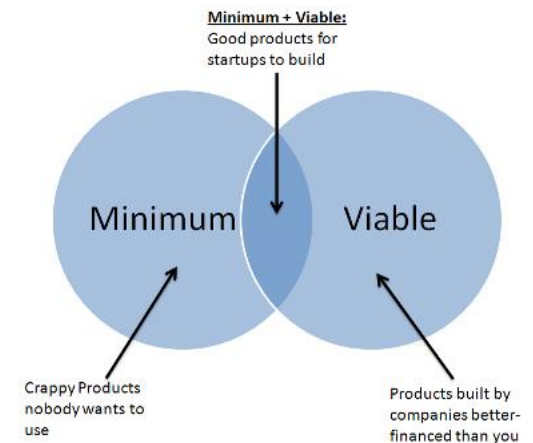 Minimum + Viable:
Good products for
startups to build
Minimum
Viable
Crappy Products
nobody wants to
use
Products built by
companies better-
financed than you